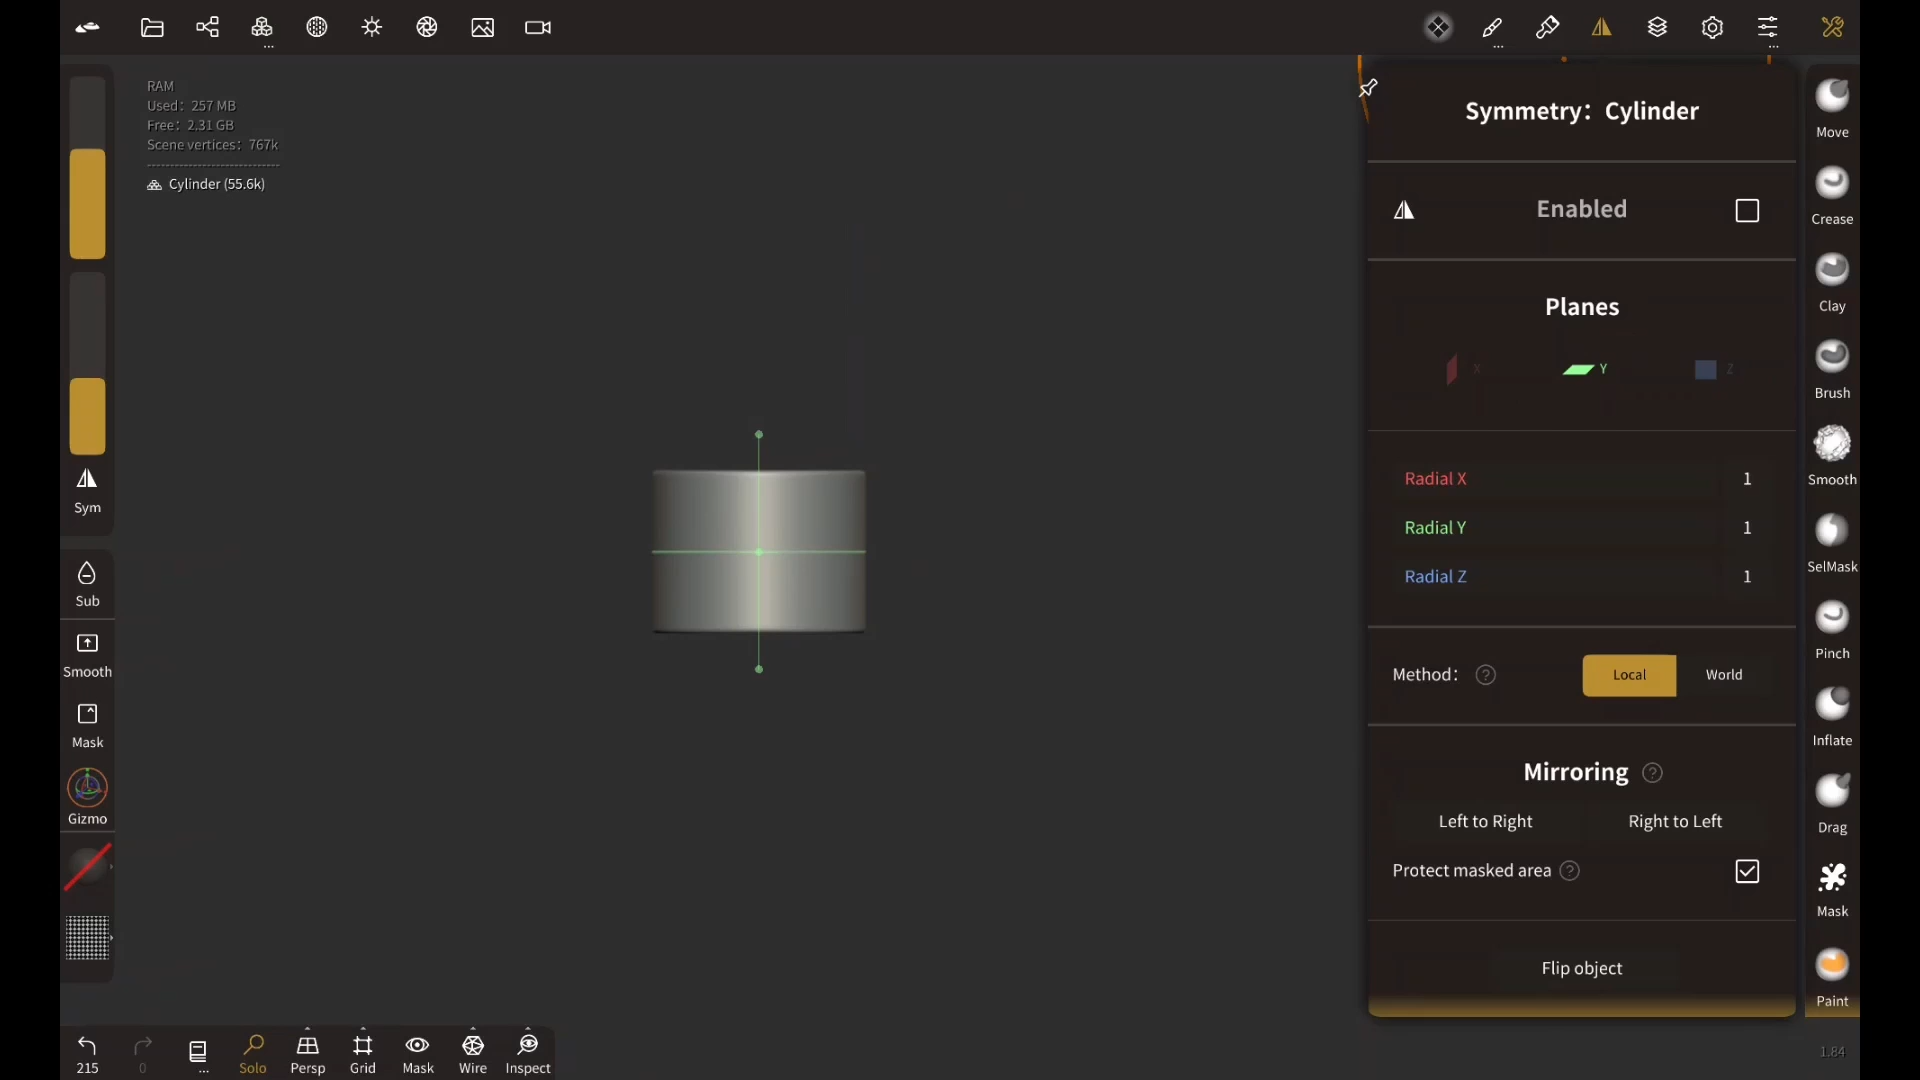 RAM
Used: 257 MB
Free: 2.31 GB
Scene vertices: 767k
Cylinder (55.6k)
Sym
Sub
Smooth
Mask
Gizmo
215
0
Solo
Persp
Grid
Mask
Wire
Inspect
Symmetry: Cylinder
Enabled
Planes
X Y Z
Radial X 1
Radial Y 1
Radial Z 1
Method: ? Local World
Mirroring ?
Left to Right Right to Left
Protect masked area ?
Flip object
Move
Crease
Clay
Brush
Smooth
SelMask
Pinch
Inflate
Drag
Mask
Paint
1.84